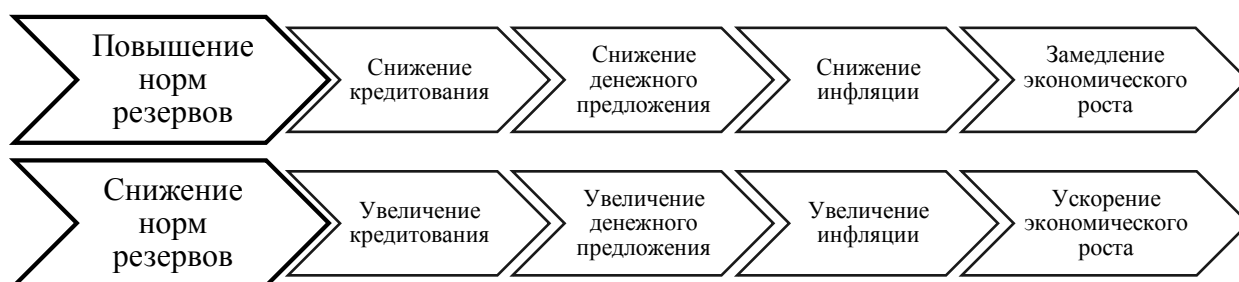 Повышение
норм
резервов
Снижение
кредитования
Снижение
денежного
предложения
Снижение
инфляции
Замедление
экономического
роста
Снижение
норм
резервов
Увеличение
кредитования
Увеличение
денежного
предложения
Увеличение
инфляции
Ускорение
экономического
роста